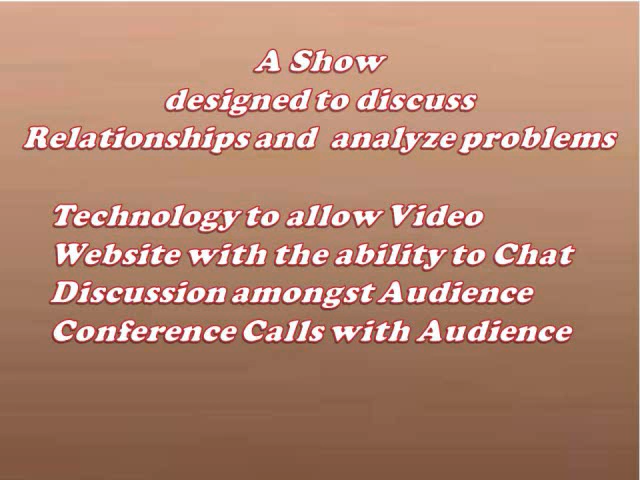 A Show
designed to discuss
Relationships and analyze problems
Technology to allow Video
Website with the ability to Chat
Discussion amongst Audience
Conference Calls with Audience